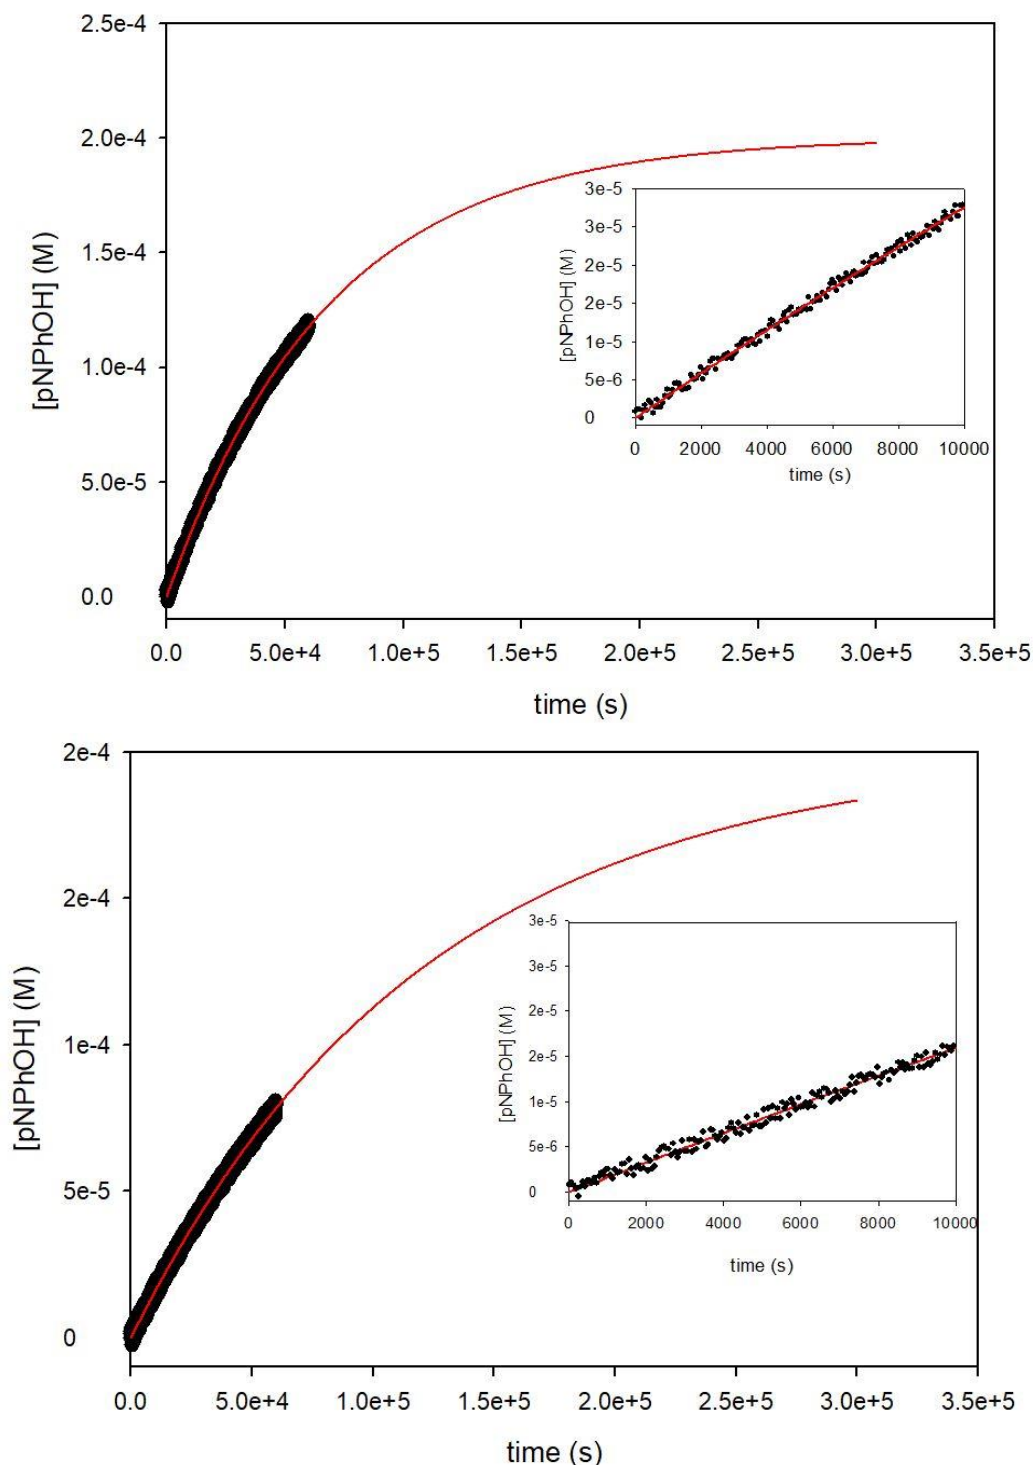 2.5e-4
2.0e-4
1.5e-4
1.0e-4
5.0e-5
0.0
[pNPhOH] (M)
0.0 5.0e+4 1.0e+5 1.5e+5 2.0e+5 2.5e+5 3.0e+5 3.5e+5
time (s)
3e-5
3e-5
2e-5
2e-5
1e-5
5e-6
0
[pNPhOH] (M)
0 2000 4000 6000 8000 10000
time (s)
2e-4
2e-4
1e-4
5e-5
0
[pNPhOH] (M)
0.0 5.0e+4 1.0e+5 1.5e+5 2.0e+5 2.5e+5 3.0e+5 3.5e+5
time (s)
3e-5
3e-5
2e-5
2e-5
1e-5
5e-6
0
[pNPhOH] (M)
0 2000 4000 6000 8000 10000
time (s)